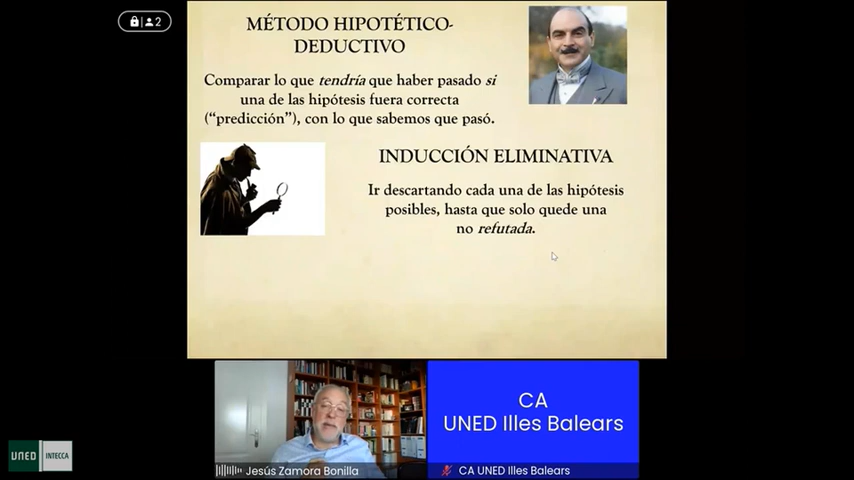 2
MÉTODO HIPOTÉTICO-
DEDUCTIVO
Comparar lo que tendría que haber pasado si
una de las hipótesis fuera correcta
(“predicción”), con lo que sabemos que pasó.
INDUCCIÓN ELIMINATIVA
Ir descartando cada una de las hipótesis
posibles, hasta que solo quede una
no refutada.
CA
UNED Illes Balears
Jesús Zamora Bonilla
CA UNED Illes Balears
UNED INTECCA